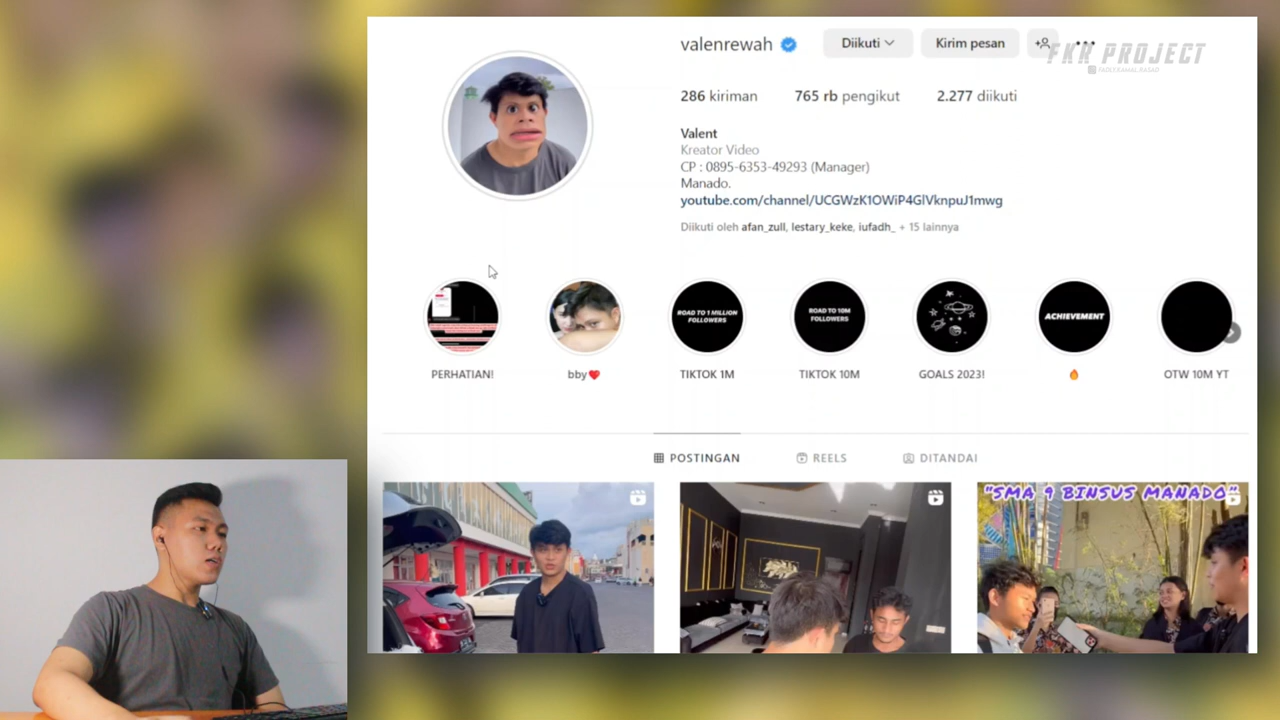 valenrewah
Diikuti
Kirim pesan
FKR PROJECT
FADLY.KAMAL_RASAD
286 kiriman 765 rb pengikut 2.277 diikuti
Valent
Kreator Video
CP : 0895-6353-49293 (Manager)
Manado.
youtube.com/channel/UCGWzK1OWiP4GlVknpuJ1mwg
Diikuti oleh afan_zull, lestary_keke, iufadh_ + 15 lainnya
ROAD TO 1 MILLION
FOLLOWERS
ROAD TO 10M
FOLLOWERS
ACHIEVEMENT
PERHATIAN!
bby❤️
TIKTOK 1M
TIKTOK 10M
GOALS 2023!
🔥
OTW 10M YT
POSTINGAN
REELS
DITANDAI
"SMA 9 BINSUS MANADO"